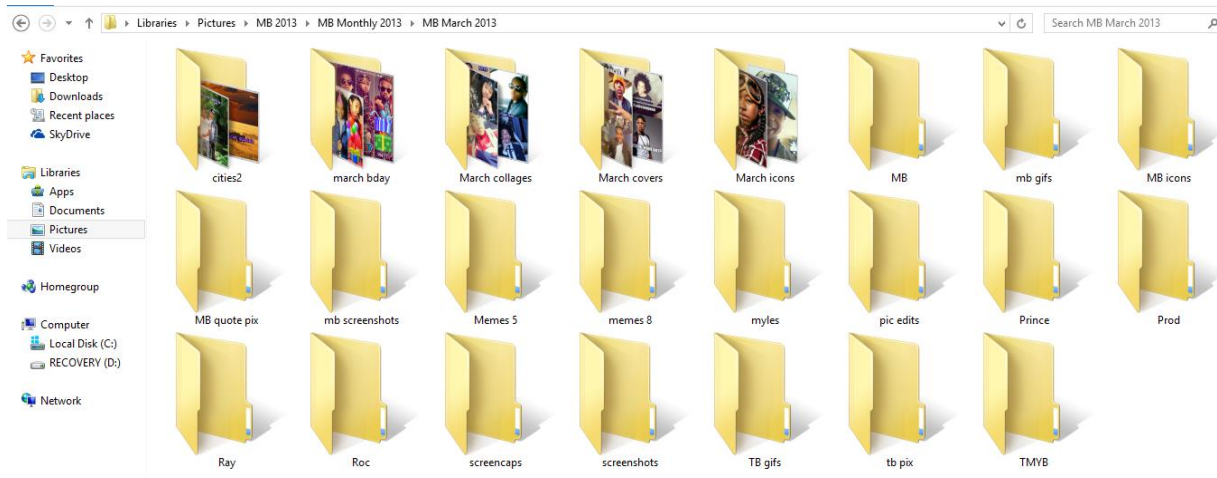 Libraries ▸ Pictures ▸ MB 2013 ▸ MB Monthly 2013 ▸ MB March 2013
Search MB March 2013
Favorites
Desktop
Downloads
Recent places
SkyDrive
Libraries
Apps
Documents
Pictures
Videos
Homegroup
Computer
Local Disk (C:)
RECOVERY (D:)
Network
cities2
march bday
March collages
March covers
March icons
MB
mb gifs
MB icons
MB quote pix
mb screenshots
Memes 5
memes 8
myles
pic edits
Prince
Prod
Ray
Roc
screencaps
screenshots
TB gifs
tb pix
TMYB